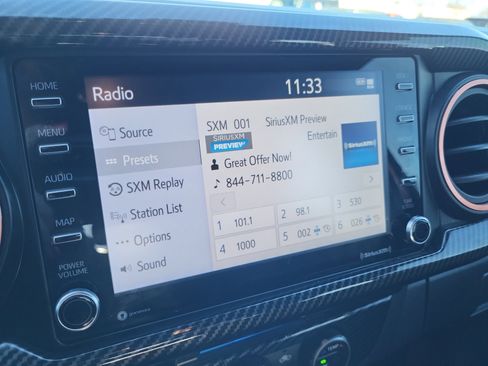 Radio
11:33
HOME
MENU
AUDIO
MAP
POWER
VOLUME
Source
Presets
SXM Replay
Station List
Options
Sound
SXM 001 SiriusXM Preview
SIRIUSXM
PREVIEW
Entertain
SiriusXM
Great Offer Now!
844-711-8800
1 101.1
2 98.1
3 530
4 1000
5 002
6 026
SiriusXM
TEMP